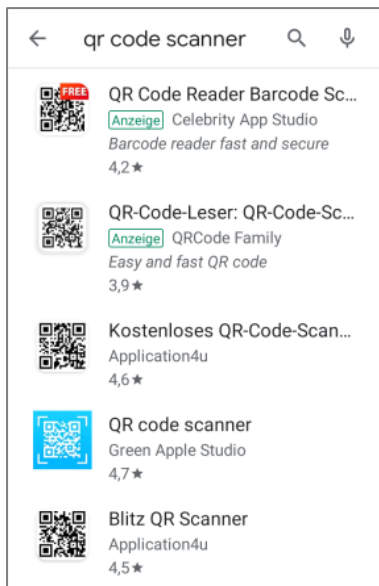 qr code scanner
FREE
QR Code Reader Barcode Sc...
Anzeige Celebrity App Studio
Barcode reader fast and secure
4,2★
QR-Code-Leser: QR-Code-Sc...
Anzeige QRCode Family
Easy and fast QR code
3,9★
Kostenloses QR-Code-Scan...
Application4u
4,6★
QR code scanner
Green Apple Studio
4,7★
Blitz QR Scanner
Application4u
4,5★